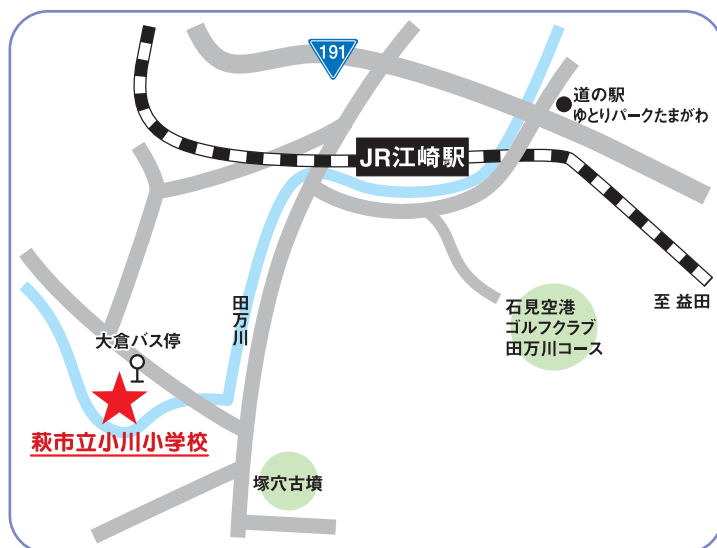 191
道の駅
ゆとりパークたまがわ
JR江崎駅
至 益田
石見空港
ゴルフクラブ
田万川コース
田万川
大倉バス停
萩市立小川小学校
塚穴古墳